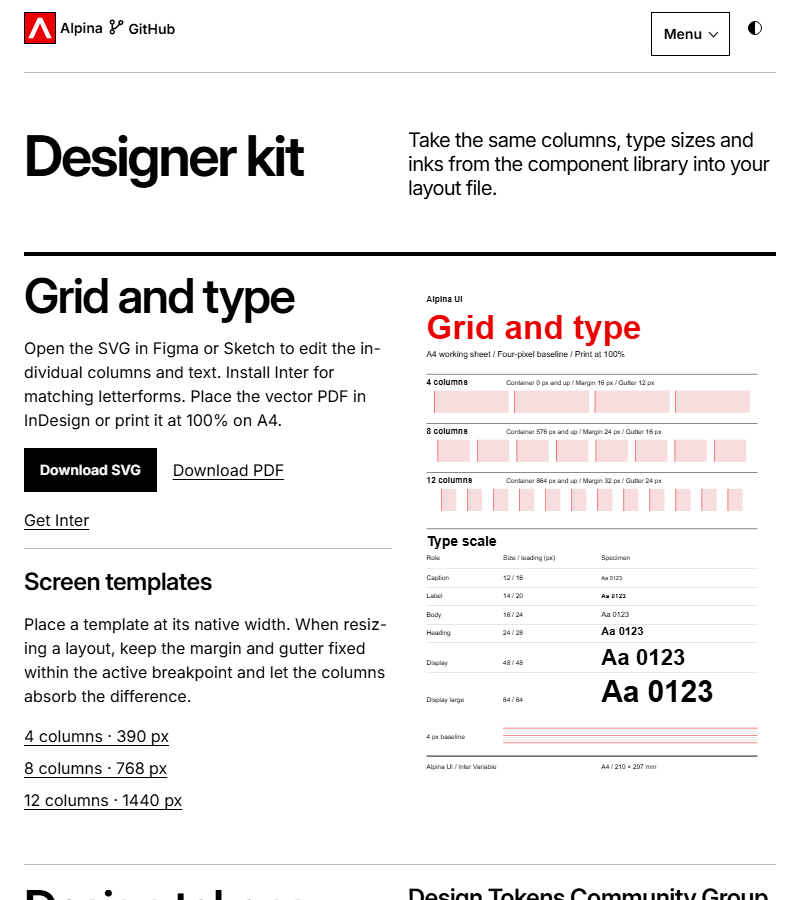 Alpina GitHub
Menu
Designer kit
Take the same columns, type sizes and
inks from the component library into your
layout file.
Grid and type
Open the SVG in Figma or Sketch to edit the in-
dividual columns and text. Install Inter for
matching letterforms. Place the vector PDF in
InDesign or print it at 100% on A4.
Download SVG Download PDF
Get Inter
Screen templates
Place a template at its native width. When resiz-
ing a layout, keep the margin and gutter fixed
within the active breakpoint and let the columns
absorb the difference.
4 columns · 390 px
8 columns · 768 px
12 columns · 1440 px
Alpina UI
Grid and type
A4 working sheet / Four-pixel baseline / Print at 100%
4 columns Container 0 px and up / Margin 16 px / Gutter 12 px
8 columns Container 576 px and up / Margin 24 px / Gutter 16 px
12 columns Container 864 px and up / Margin 32 px / Gutter 24 px
Type scale
Role Size / leading (px) Specimen
Caption 12 / 16 Aa 0123
Label 14 / 20 Aa 0123
Body 16 / 24 Aa 0123
Heading 24 / 28 Aa 0123
Display 48 / 48 Aa 0123
Display large 64 / 64 Aa 0123
4 px baseline
Alpina UI / Inter Variable A4 / 210 × 297 mm
Design tokens
Design Tokens Community Group